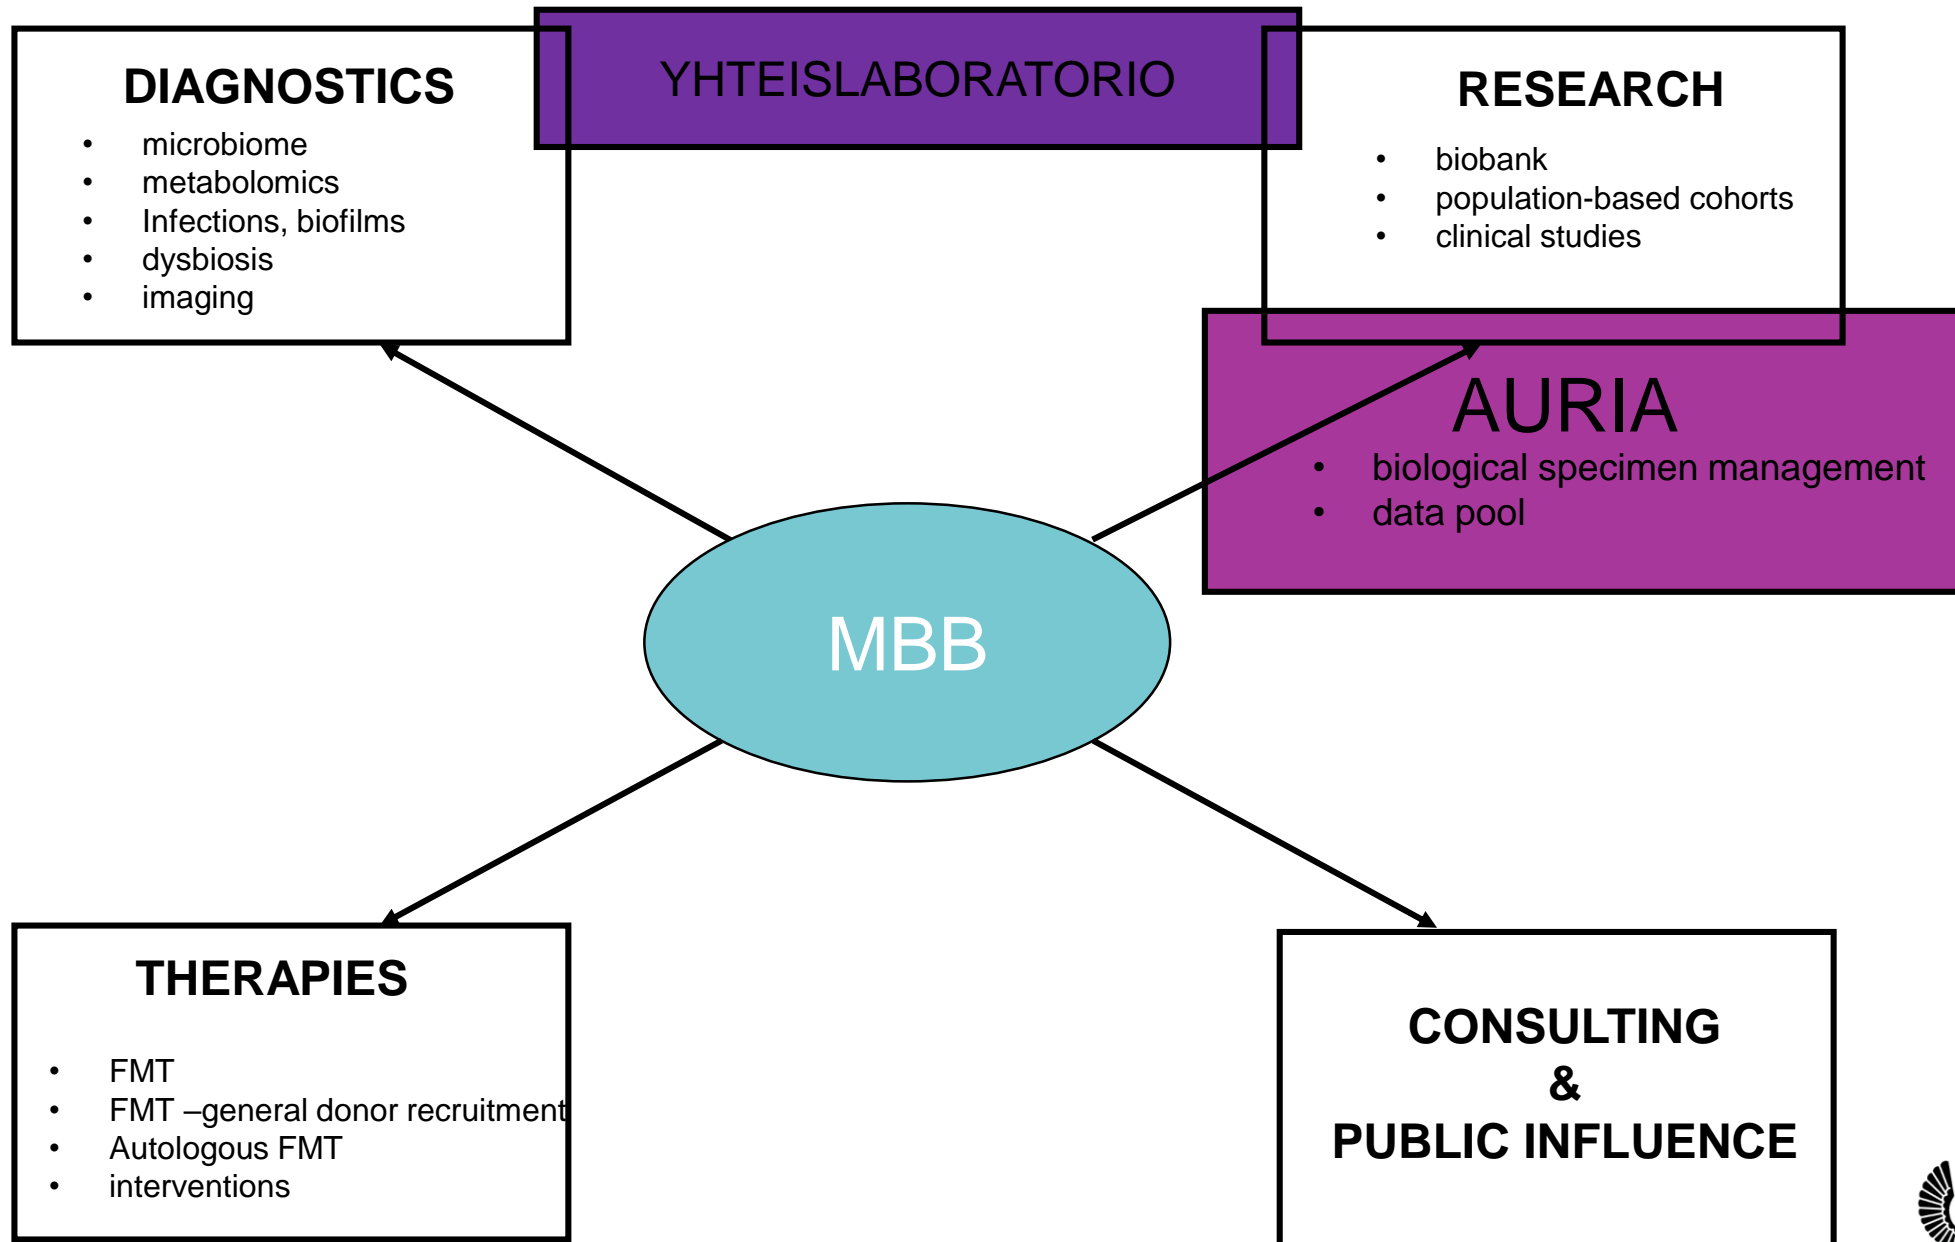 YHTEISLABORATORIO
DIAGNOSTICS
• microbiome
• metabolomics
• Infections, biofilms
• dysbiosis
• imaging
RESEARCH
• biobank
• population-based cohorts
• clinical studies
AURIA
• biological specimen management
• data pool
MBB
THERAPIES
• FMT
• FMT –general donor recruitment
• Autologous FMT
• interventions
CONSULTING
&
PUBLIC INFLUENCE